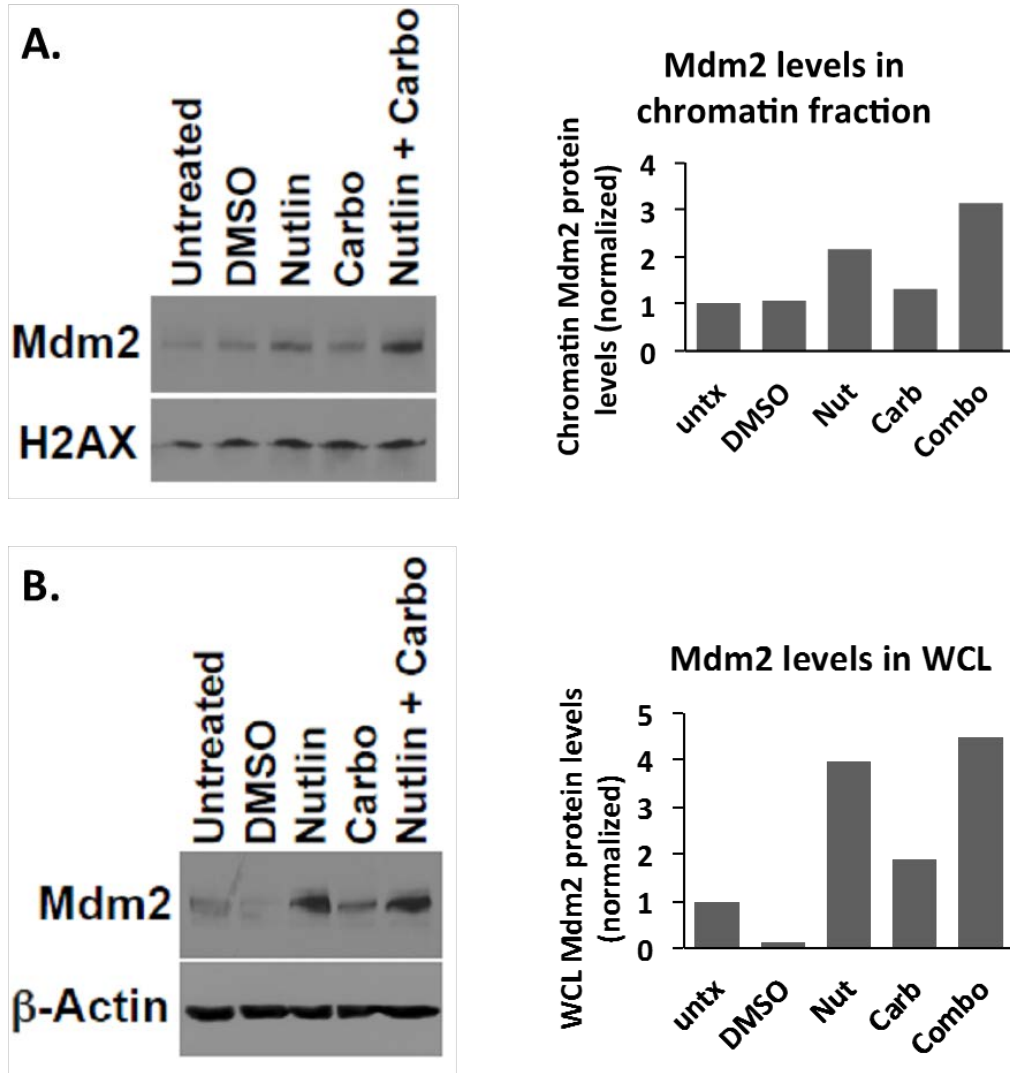 A.
Untreated
DMSO
Nutlin
Carbo
Nutlin + Carbo
Mdm2
H2AX
Mdm2 levels in
chromatin fraction
Chromatin Mdm2 protein
levels (normalized)
4
3
2
1
0
untx
DMSO
Nut
Carb
Combo
B.
Untreated
DMSO
Nutlin
Carbo
Nutlin + Carbo
Mdm2
β-Actin
Mdm2 levels in WCL
WCL Mdm2 protein levels
(normalized)
5
4
3
2
1
0
untx
DMSO
Nut
Carb
Combo